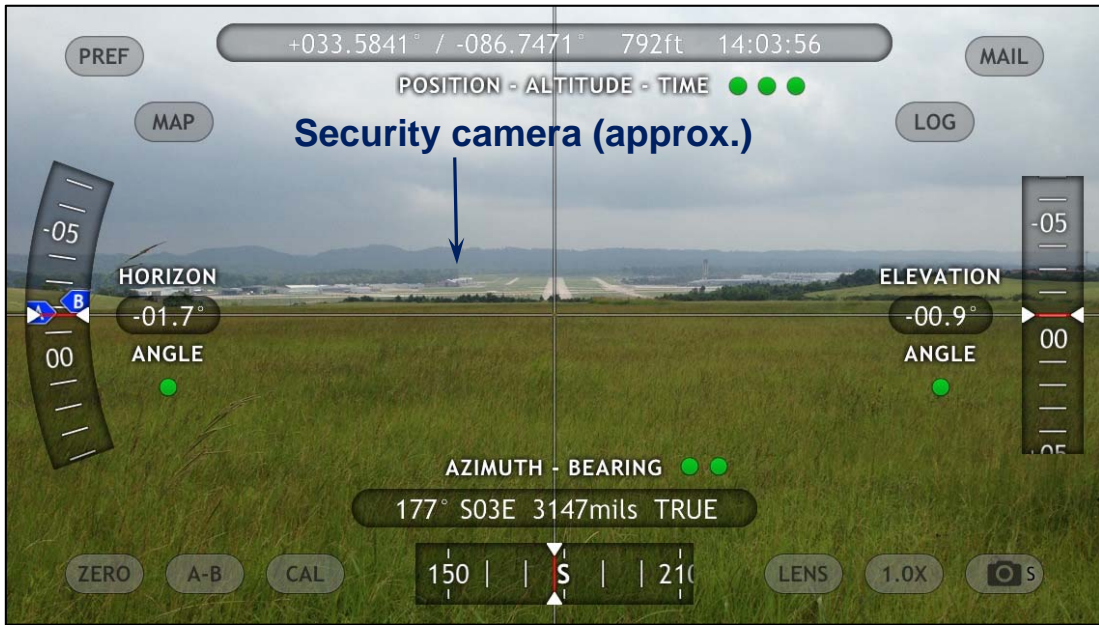 +033.5841° / -086.7471° 792ft 14:03:56
PREF
MAIL
POSITION - ALTITUDE - TIME
MAP
LOG
Security camera (approx.)
-05
-05
HORIZON
ELEVATION
A
B
-01.7°
-00.9°
00
00
ANGLE
ANGLE
05
AZIMUTH - BEARING
177° S03E 3147mils TRUE
ZERO
A-B
CAL
150 | | S | | 210
LENS
1.0X
S